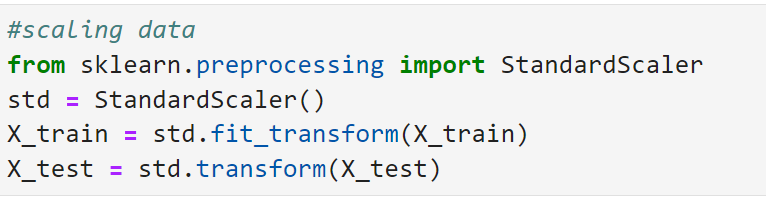 #scaling data
from sklearn.preprocessing import StandardScaler
std = StandardScaler()
X_train = std.fit_transform(X_train)
X_test = std.transform(X_test)